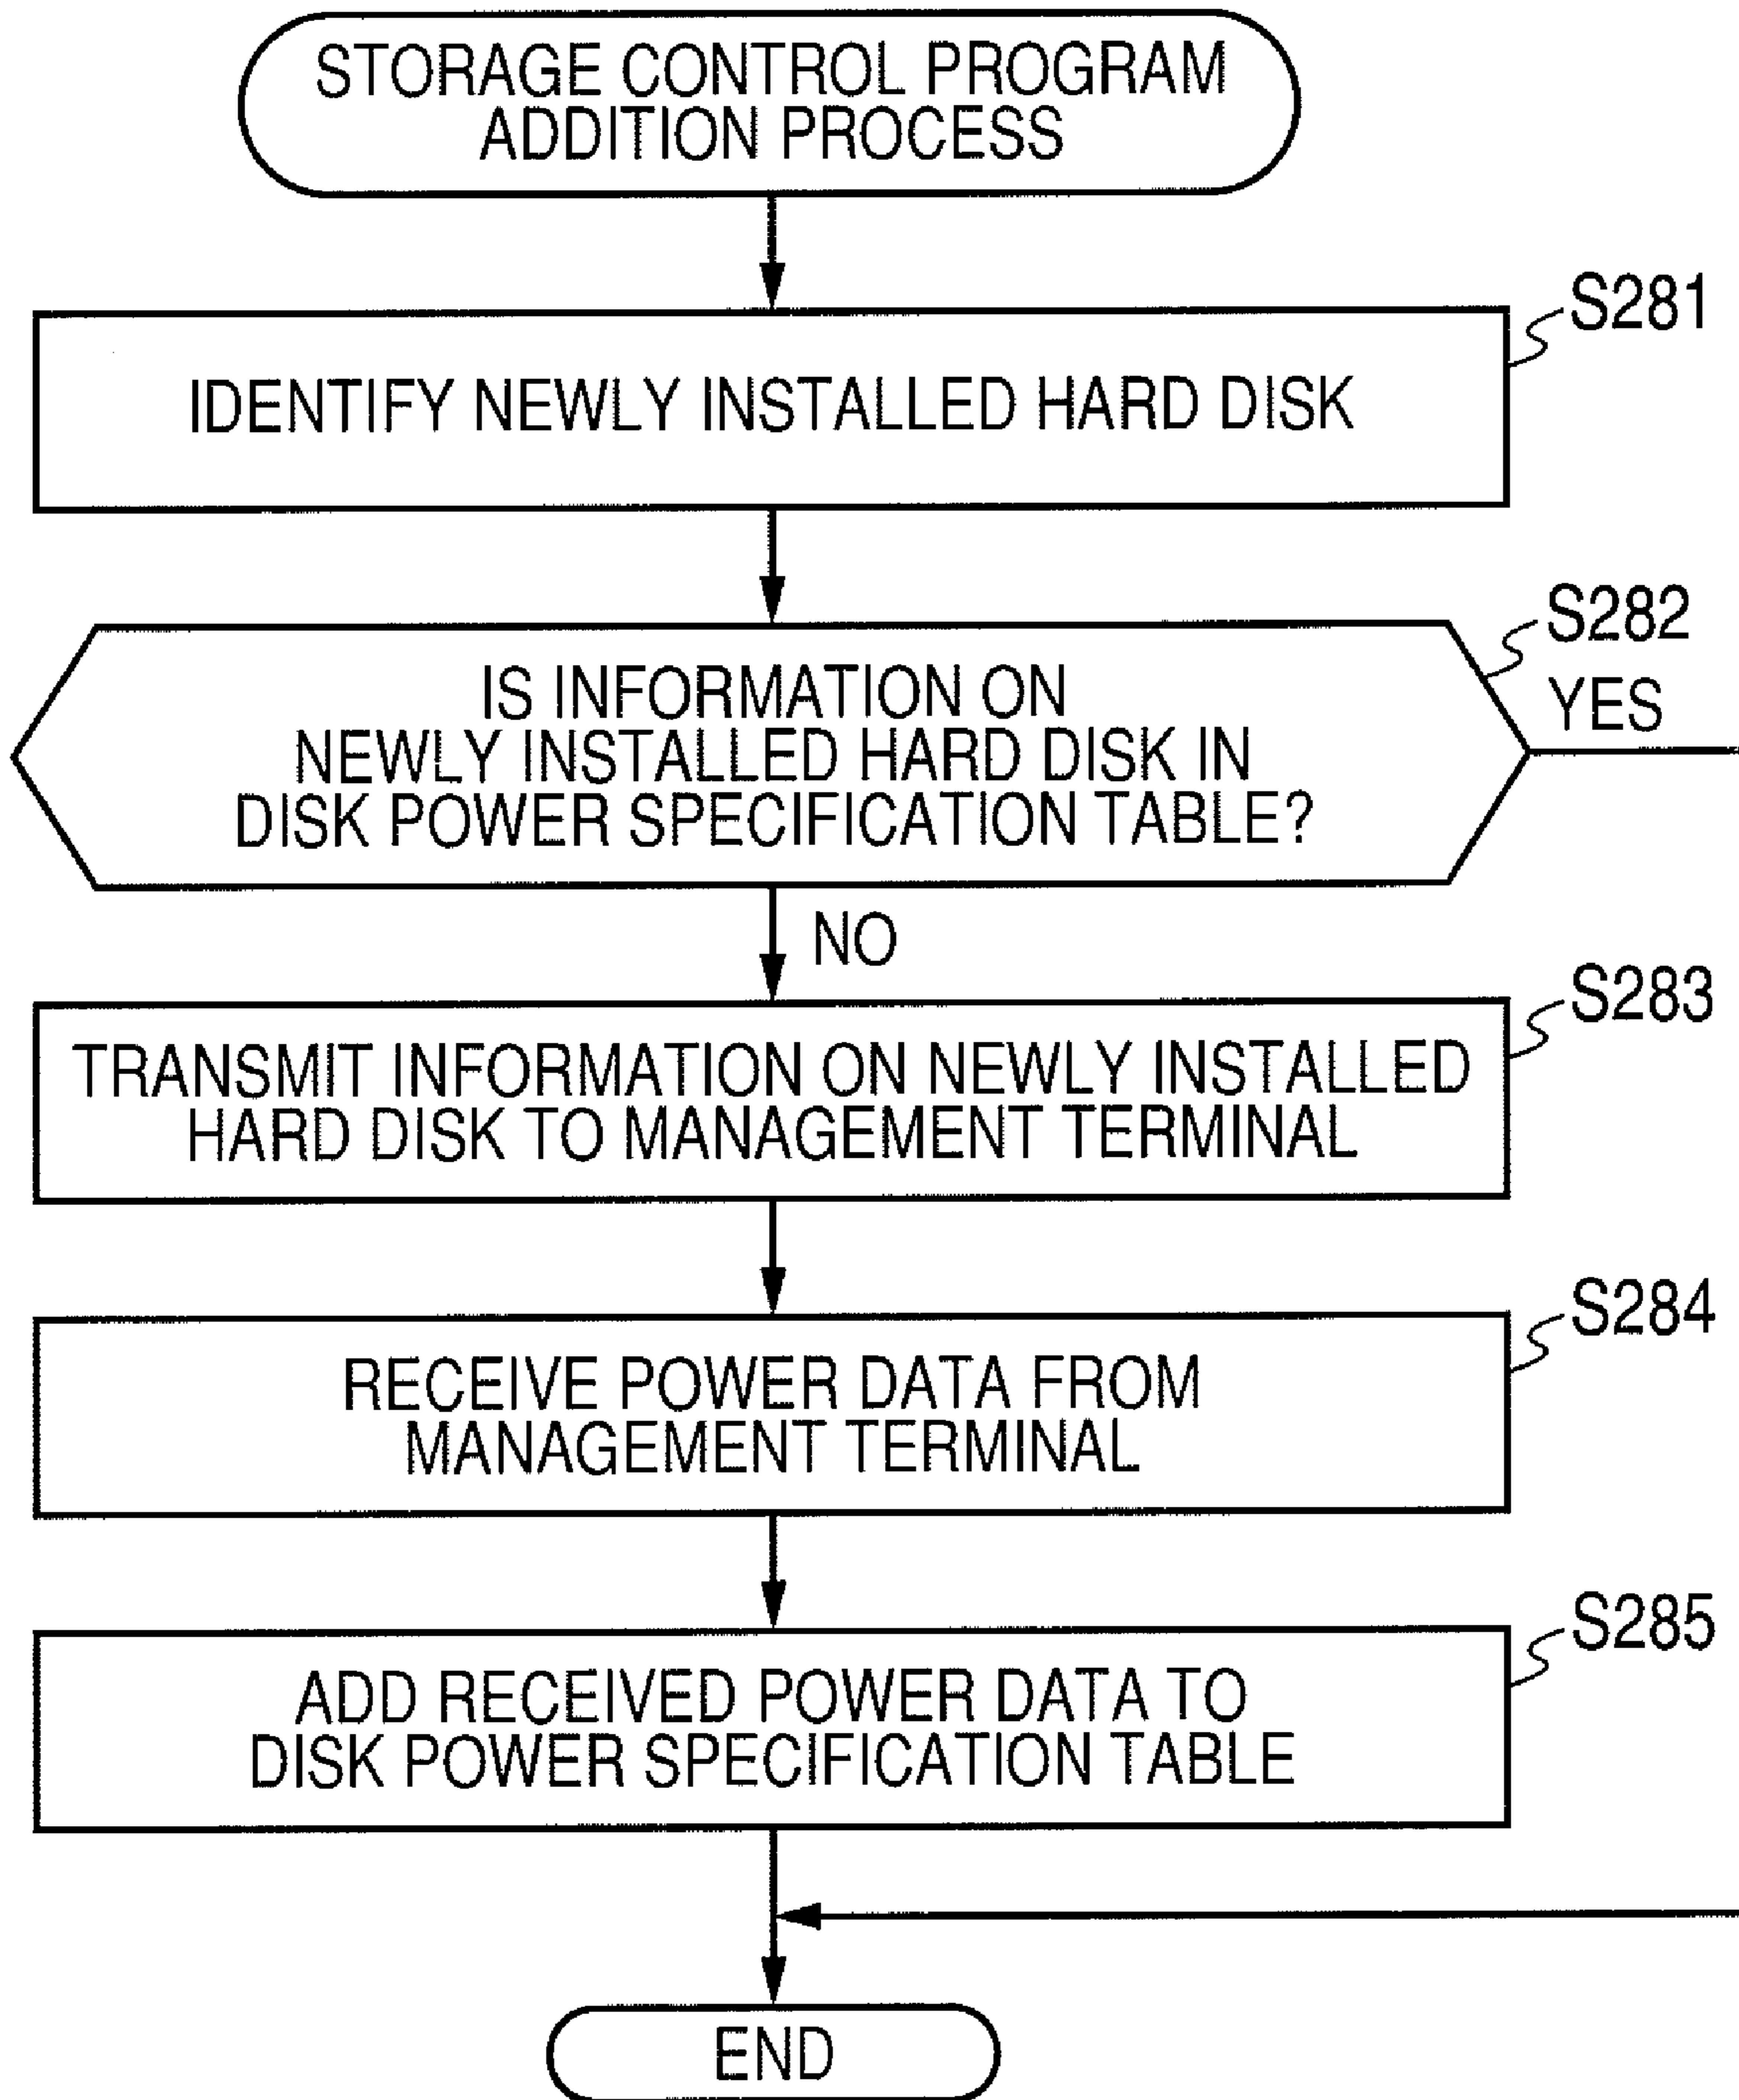 STORAGE CONTROL PROGRAM
ADDITION PROCESS
S281
IDENTIFY NEWLY INSTALLED HARD DISK
S282
IS INFORMATION ON
NEWLY INSTALLED HARD DISK IN
DISK POWER SPECIFICATION TABLE?
YES
NO
S283
TRANSMIT INFORMATION ON NEWLY INSTALLED
HARD DISK TO MANAGEMENT TERMINAL
S284
RECEIVE POWER DATA FROM
MANAGEMENT TERMINAL
S285
ADD RECEIVED POWER DATA TO
DISK POWER SPECIFICATION TABLE
END